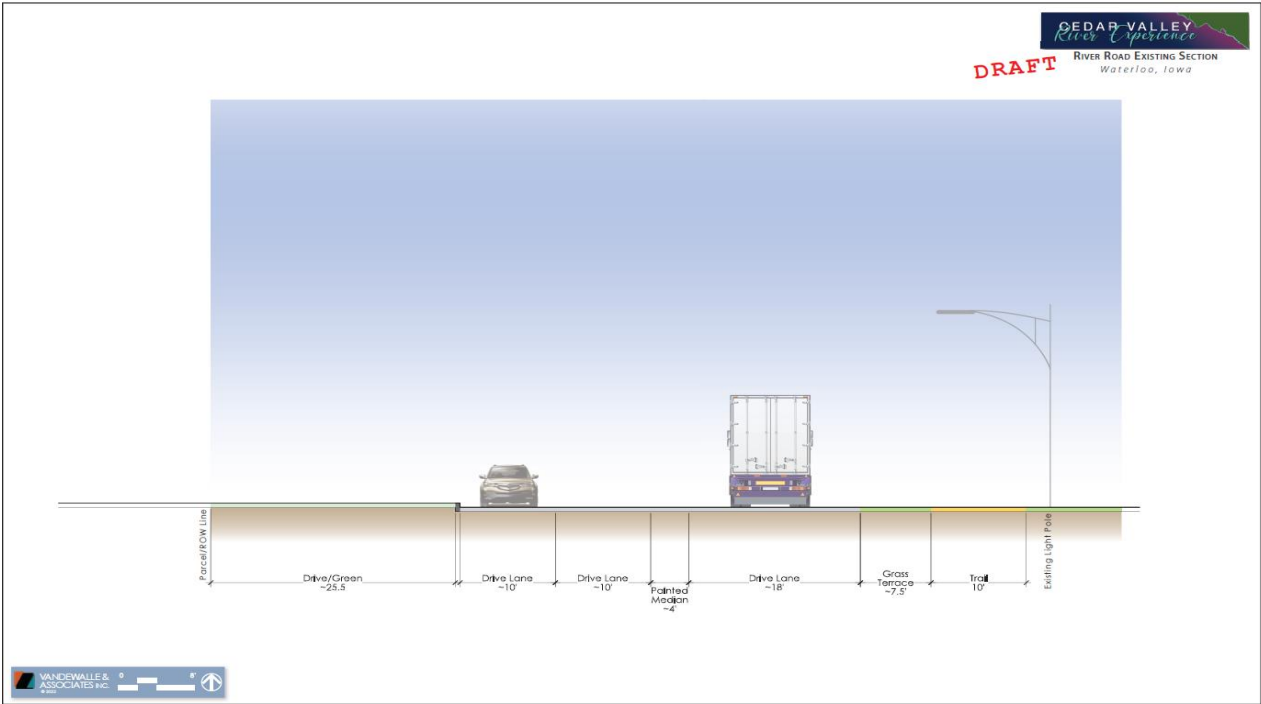 CEDAR VALLEY
River Experience
RIVER ROAD EXISTING SECTION
Waterloo, Iowa
DRAFT
Parcel/ROW Line
Drive/Green
~25.5
Drive Lane
~10'
Drive Lane
~10'
Painted
Median
~4'
Drive Lane
~18'
Grass
Terrace
~7.5'
Trail
10'
Existing Light Pole
VANDEWALLE &
ASSOCIATES INC.
0 8'